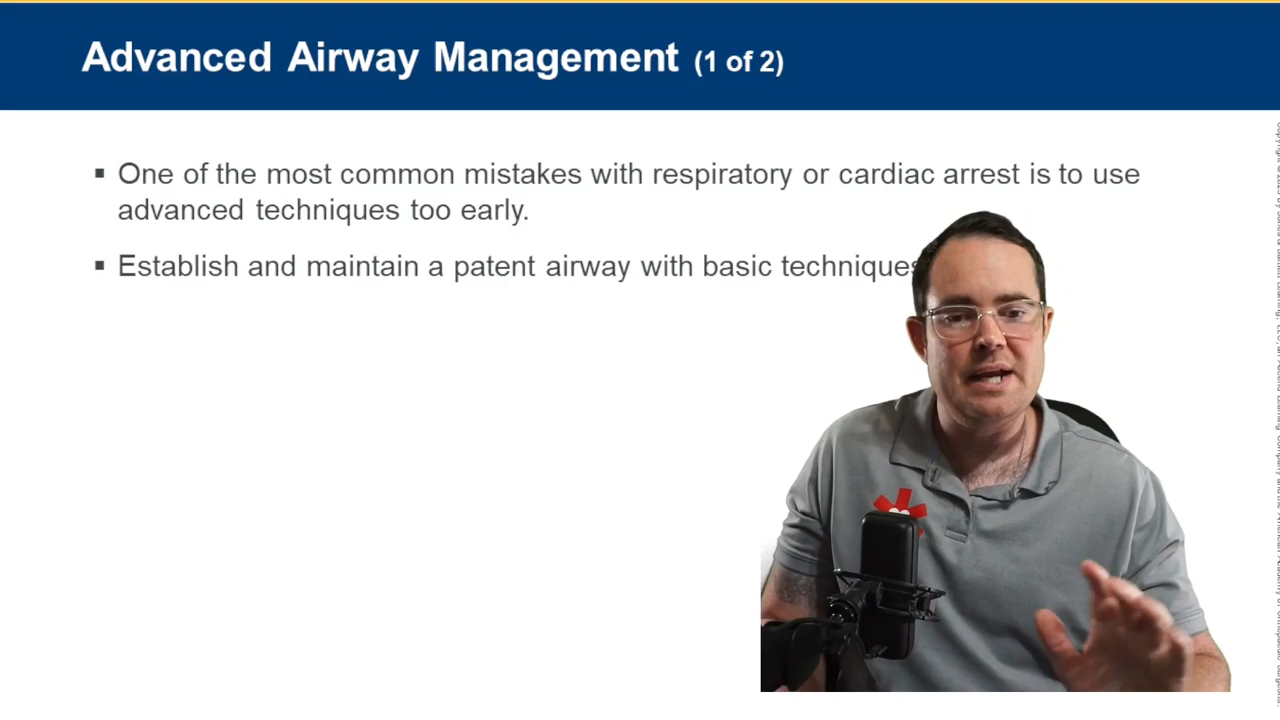 Advanced Airway Management (1 of 2)
▪ One of the most common mistakes with respiratory or cardiac arrest is to use
advanced techniques too early.
▪ Establish and maintain a patent airway with basic techniques